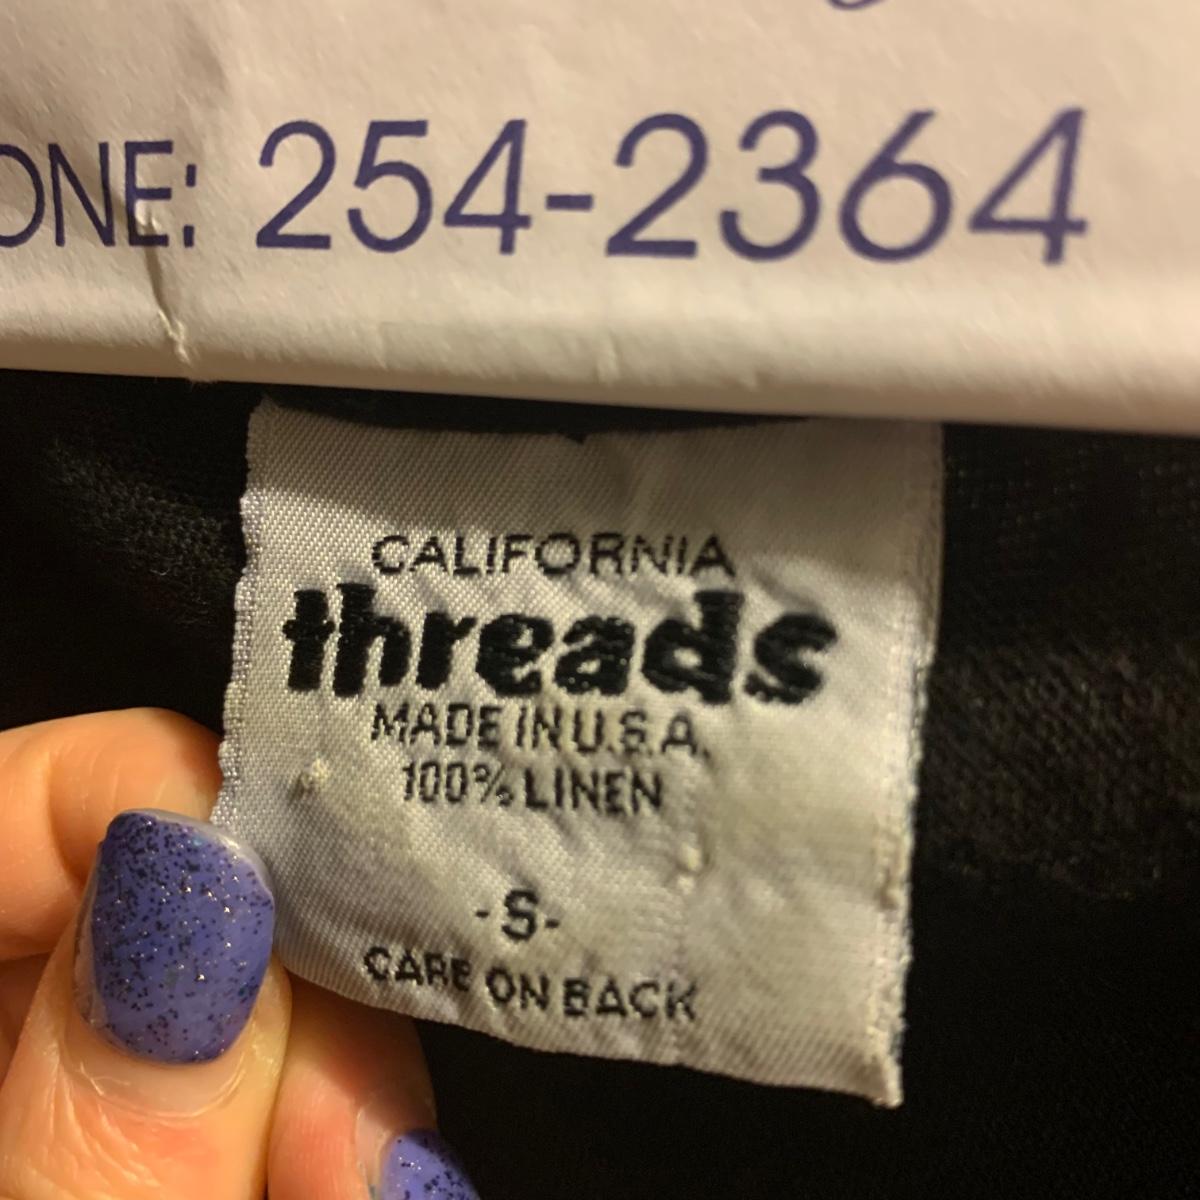 ONE: 254-2364
CALIFORNIA
threads
MADE IN U.S.A.
100% LINEN
-S-
CARE ON BACK